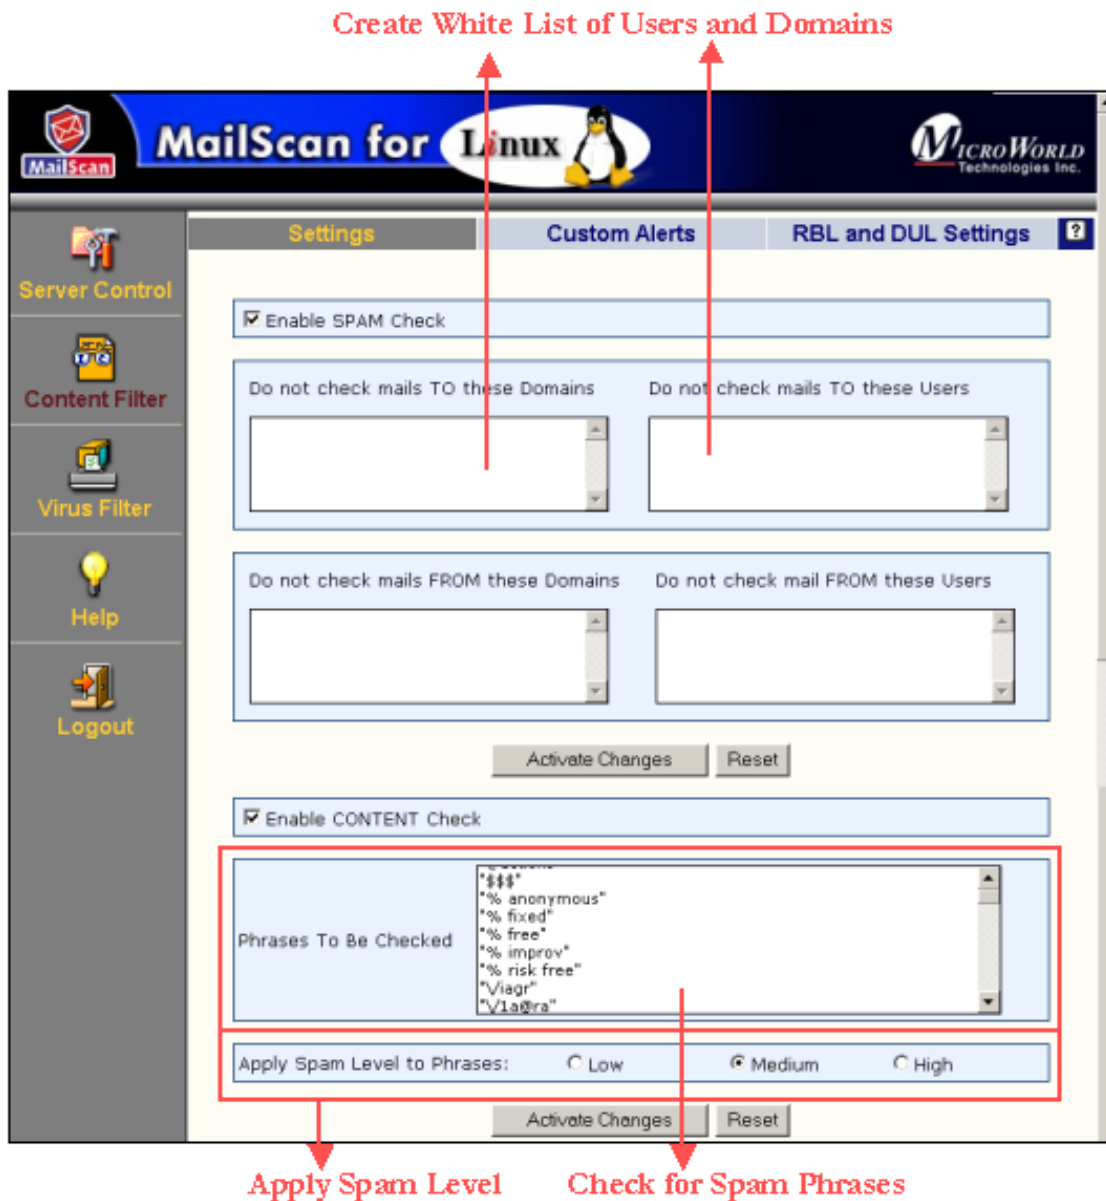 Create White List of Users and Domains
MailScan
MailScan for Linux
MicroWorld
Technologies Inc.
Settings
Custom Alerts
RBL and DUL Settings
?
Server Control
Content Filter
Virus Filter
Help
Logout
Enable SPAM Check
Do not check mails TO these Domains
Do not check mails TO these Users
Do not check mails FROM these Domains
Do not check mail FROM these Users
Activate Changes
Reset
Enable CONTENT Check
Phrases To Be Checked
"$$$"
"% anonymous"
"% fixed"
"% free"
"% improv"
"% risk free"
"\/iagr"
"\/1a@ra"
Apply Spam Level to Phrases:
Low
Medium
High
Activate Changes
Reset
Apply Spam Level
Check for Spam Phrases